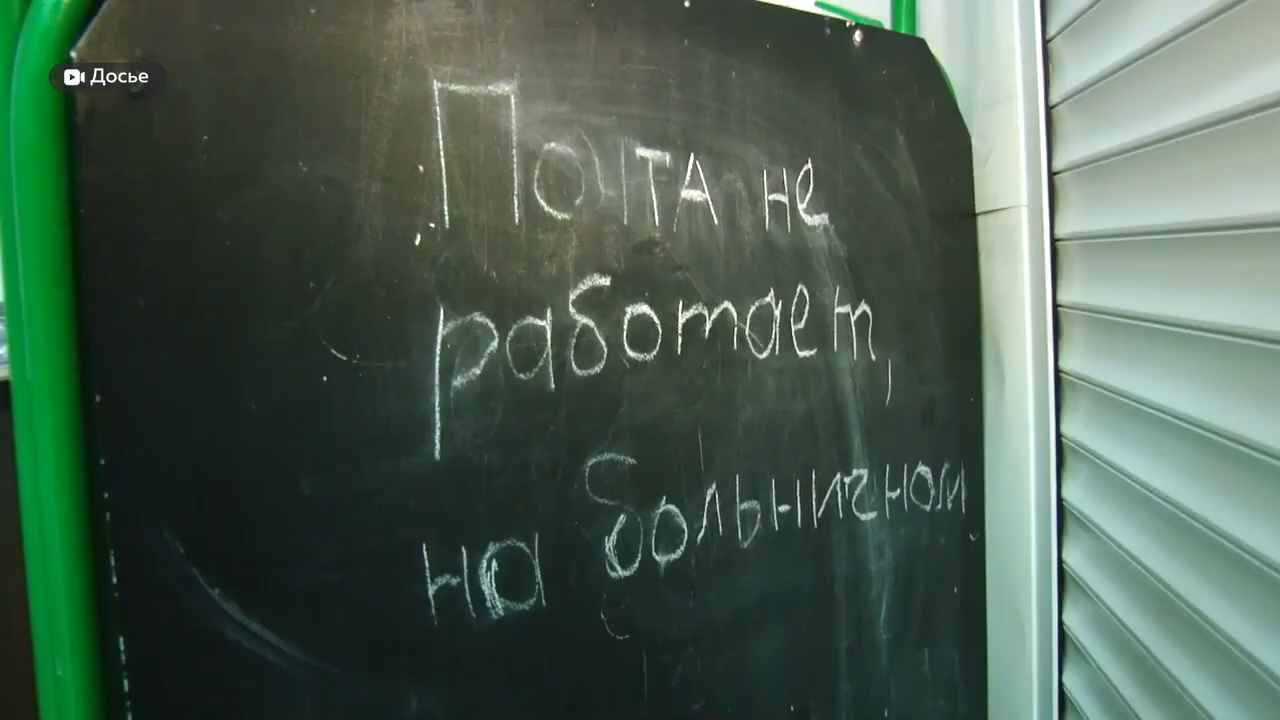 Досье
Почта не
работает,
на больничном